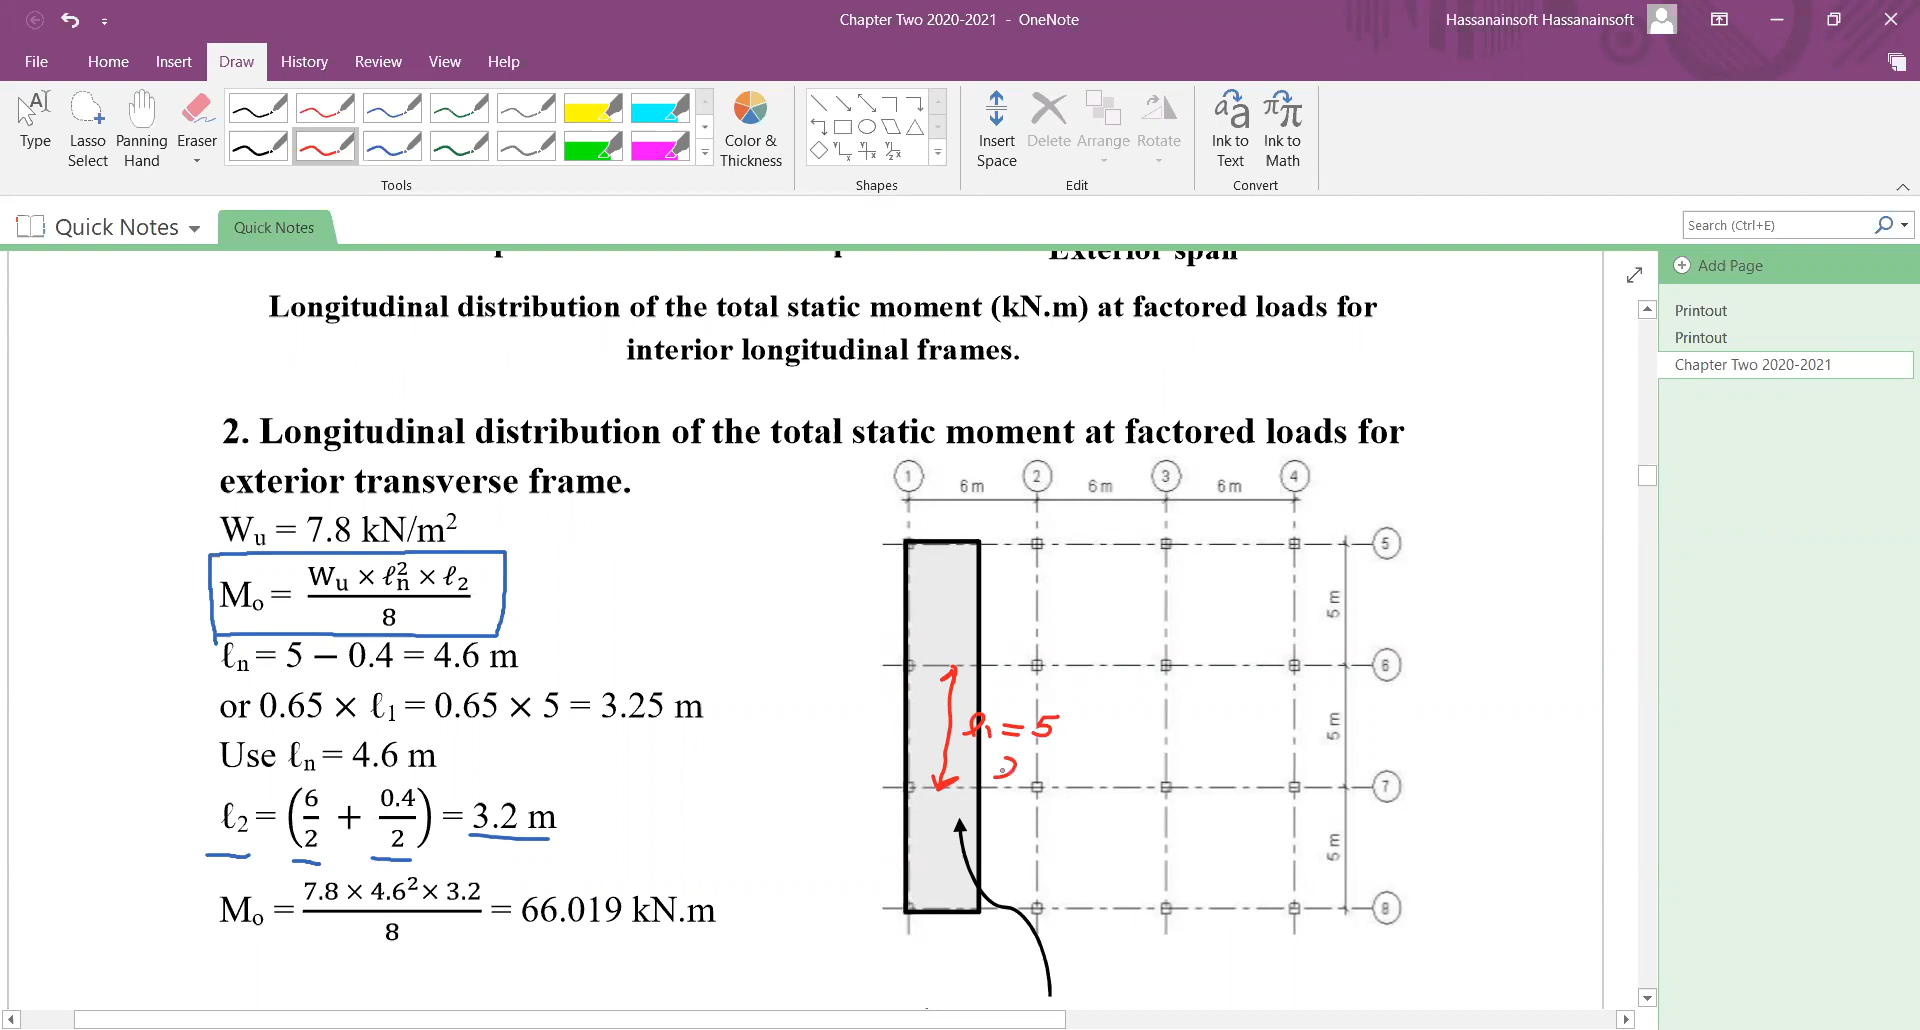 Chapter Two 2020-2021 - OneNote
Hassanainsoft Hassanainsoft
File Home Insert Draw History Review View Help
Type
Lasso Select
Panning Hand
Eraser
Color & Thickness
Insert Space
Delete
Arrange
Rotate
Ink to Text
Ink to Math
Tools
Shapes
Edit
Convert
Quick Notes
Quick Notes
Search (Ctrl+E)
Add Page
Printout
Printout
Chapter Two 2020-2021
Exterior span
Longitudinal distribution of the total static moment (kN.m) at factored loads for
interior longitudinal frames.
2. Longitudinal distribution of the total static moment at factored loads for
exterior transverse frame.
Wu = 7.8 kN/m²
Mo = (Wu × ℓn² × ℓ2) / 8
ℓn = 5 – 0.4 = 4.6 m
or 0.65 × ℓ1 = 0.65 × 5 = 3.25 m
Use ℓn = 4.6 m
ℓ2 = (6/2 + 0.4/2) = 3.2 m
Mo = (7.8 × 4.6² × 3.2) / 8 = 66.019 kN.m
1 2 3 4
6 m 6 m 6 m
5
5 m
6
5 m
7
5 m
8
ℓ1 = 5